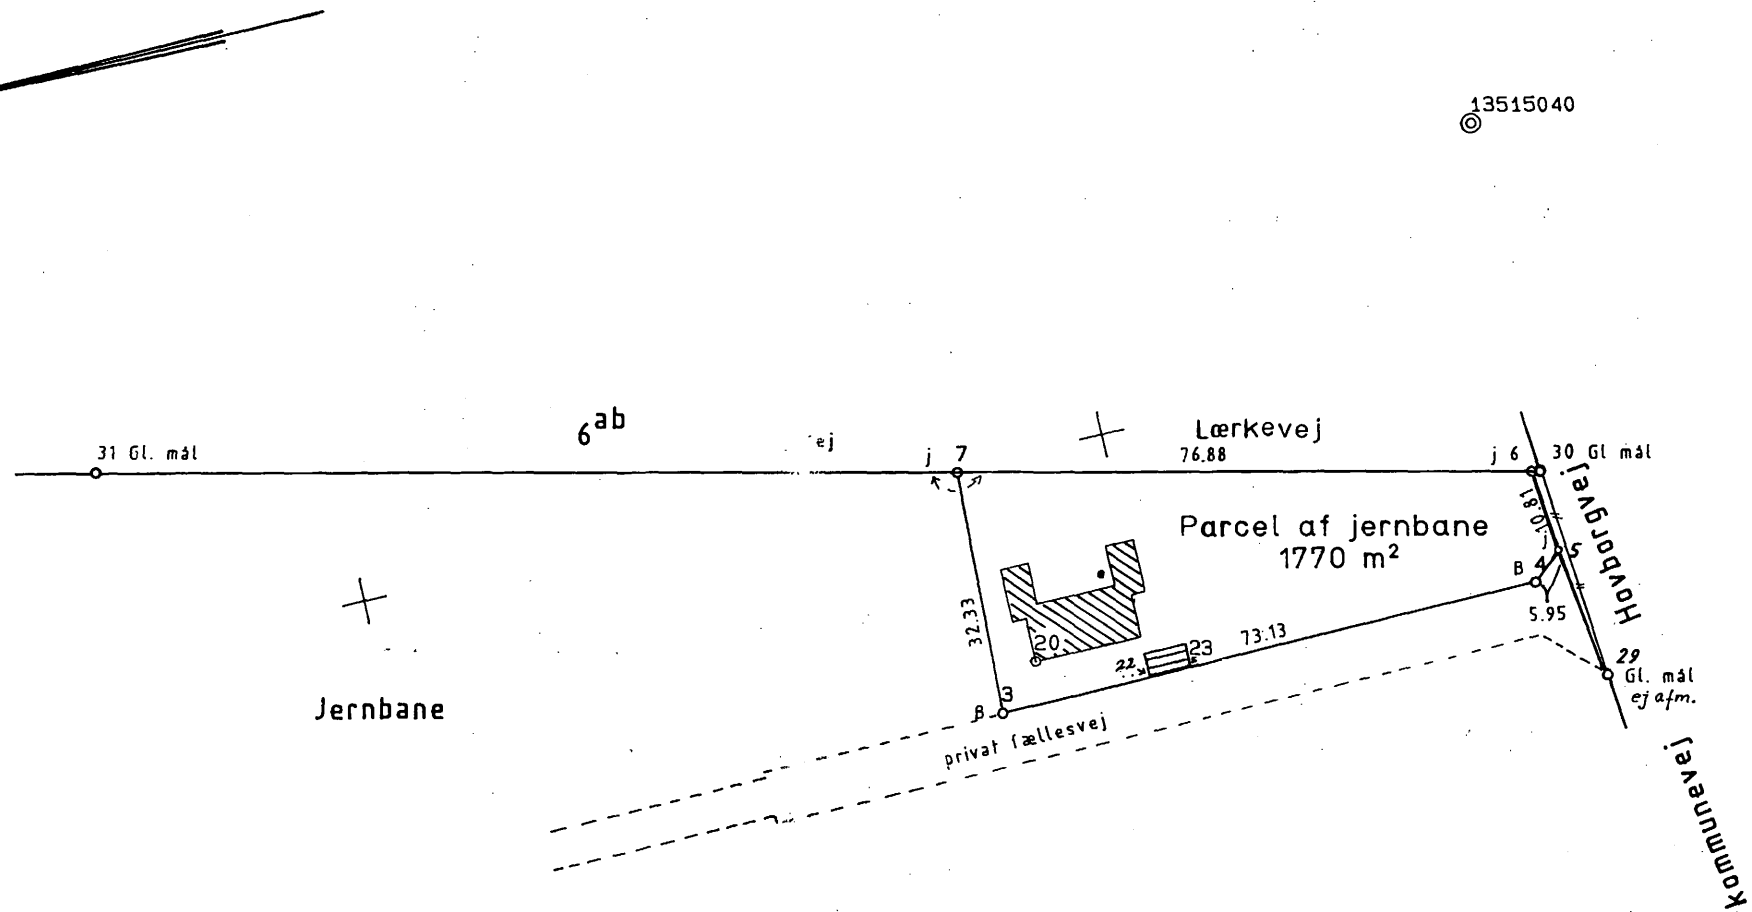 13515040
6ab
Lærkevej
31 Gl. mål
ej
j 7
76.88
j 6
30 Gl mål
10.81
Hovborgvej
Parcel af jernbane
1770 m²
j
5
B 4
5.95
32.33
20
22
23
73.13
29
Gl. mål
ej afm.
3
B
Jernbane
privat fællesvej
Kommunevej